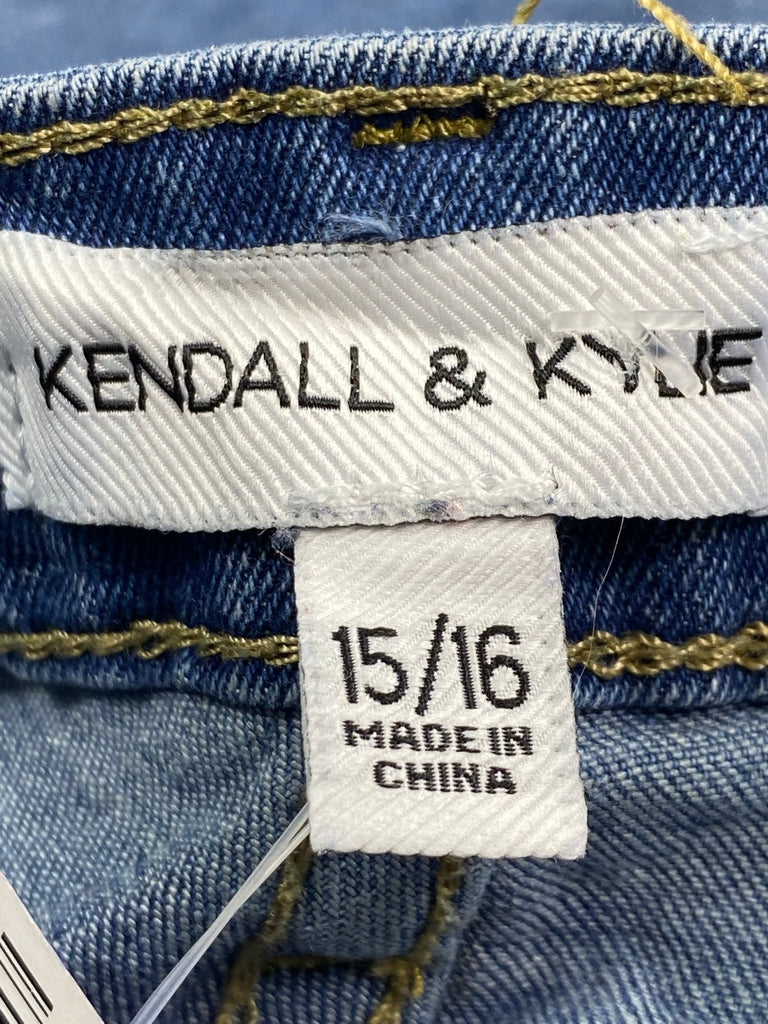 KENDALL & KYLIE
15/16
MADE IN
CHINA